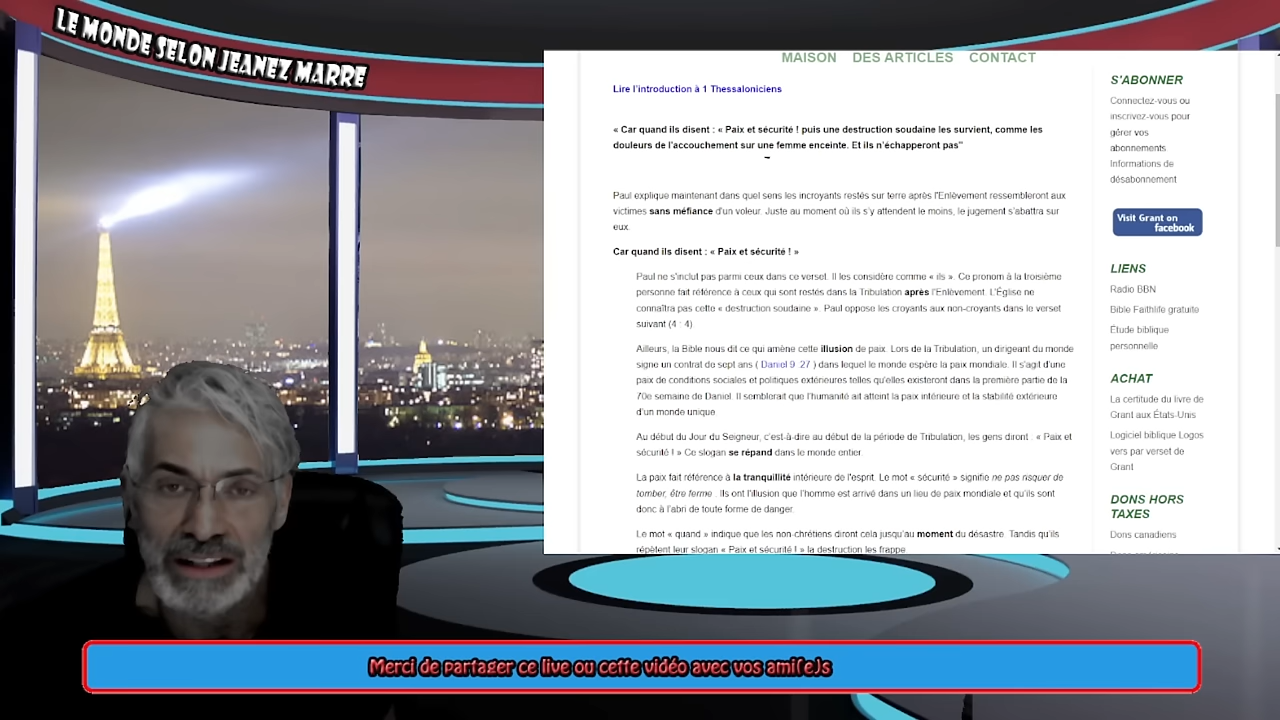 LE MONDE SELON JEANEZ MARRE
MAISON DES ARTICLES CONTACT
Lire l'introduction à 1 Thessaloniciens
« Car quand ils disent : « Paix et sécurité ! puis une destruction soudaine les survient, comme les
douleurs de l'accouchement sur une femme enceinte. Et ils n'échapperont pas"
Paul explique maintenant dans quel sens les incroyants restés sur terre après l'Enlèvement ressembleront aux
victimes sans méfiance d'un voleur. Juste au moment où ils s'y attendent le moins, le jugement s'abattra sur
eux.
Car quand ils disent : « Paix et sécurité ! »
Paul ne s'inclut pas parmi ceux dans ce verset. Il les considère comme « ils ». Ce pronom à la troisième
personne fait référence à ceux qui sont restés dans la Tribulation après l'Enlèvement. L'Église ne
connaîtra pas cette « destruction soudaine ». Paul oppose les croyants aux non-croyants dans le verset
suivant (4 : 4)
Ailleurs, la Bible nous dit ce qui amène cette illusion de paix. Lors de la Tribulation, un dirigeant du monde
signe un contrat de sept ans ( Daniel 9 27 ) dans lequel le monde espère la paix mondiale. Il s'agit d'une
paix de conditions sociales et politiques extérieures telles qu'elles existeront dans la première partie de la
70e semaine de Daniel. Il semblerait que l'humanité ait atteint la paix intérieure et la stabilité extérieure
d'un monde unique
Au début du Jour du Seigneur, c'est-à-dire au début de la période de Tribulation, les gens diront : « Paix et
sécurité ! » Ce slogan se répand dans le monde entier.
La paix fait référence à la tranquillité intérieure de l'esprit. Le mot « sécurité » signifie ne pas risquer de
tomber, être ferme . Ils ont l'illusion que l'homme est arrivé dans un lieu de paix mondiale et qu'ils sont
donc à l'abri de toute forme de danger.
Le mot « quand » indique que les non-chrétiens diront cela jusqu'au moment du désastre. Tandis qu'ils
répètent leur slogan « Paix et sécurité ! » la destruction les frappe.
S'ABONNER
Connectez-vous ou
inscrivez-vous pour
gérer vos
abonnements
Informations de
désabonnement
Visit Grant on
facebook
LIENS
Radio BBN
Bible Faithlife gratuite
Étude biblique
personnelle
ACHAT
La certitude du livre de
Grant aux États-Unis
Logiciel biblique Logos
vers par verset de
Grant
DONS HORS
TAXES
Dons canadiens
Merci de partager ce live ou cette vidéo avec vos ami(e)s